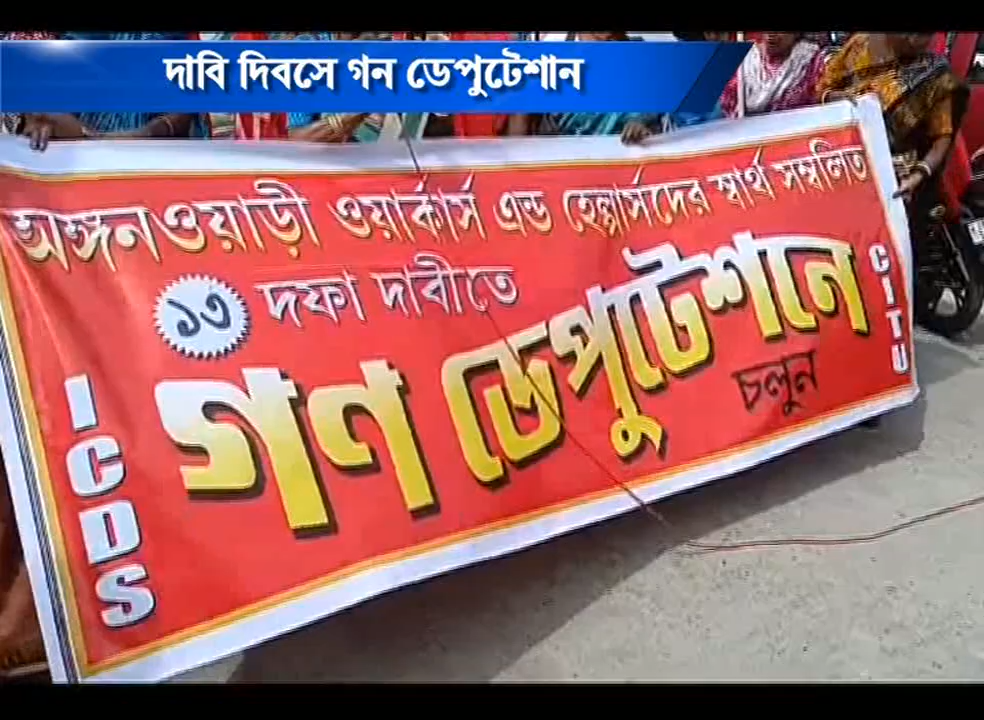 দাবি দিবসে গন ডেপুটেশান
অঙ্গনওয়াড়ী ওয়ার্কার্স এন্ড হেল্পার্সদের স্বার্থ সম্বলিত
১৩ দফা দাবীতে
গণ ডেপুটেশনে
চলুন
ICDS
CITU